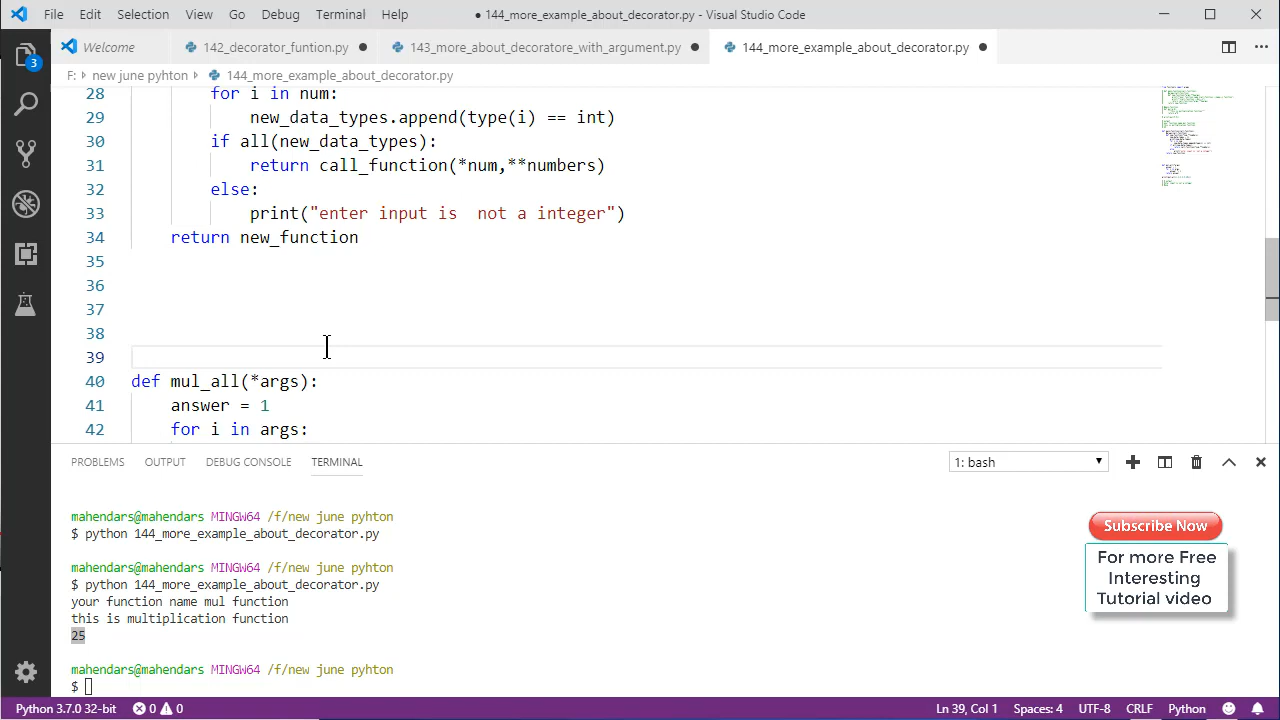 File Edit Selection View Go Debug Terminal Help ● 144_more_example_about_decorator.py - Visual Studio Code
Welcome 142_decorator_funtion.py 143_more_about_decoratore_with_argument.py 144_more_example_about_decorator.py
F: new june pyhton 144_more_example_about_decorator.py
3
28 for i in num:
29 new_data_types.append(type(i) == int)
30 if all(new_data_types):
31 return call_function(*num,**numbers)
32 else:
33 print("enter input is  not a integer")
34 return new_function
35
36
37
38
39
40 def mul_all(*args):
41 answer = 1
42 for i in args:
PROBLEMS OUTPUT DEBUG CONSOLE TERMINAL 1: bash
mahendars@mahendars MINGW64 /f/new june pyhton
$ python 144_more_example_about_decorator.py
mahendars@mahendars MINGW64 /f/new june pyhton
$ python 144_more_example_about_decorator.py
your function name mul function
this is multiplication function
25
mahendars@mahendars MINGW64 /f/new june pyhton
$
Subscribe Now
For more Free
Interesting
Tutorial video
Python 3.7.0 32-bit 0 0 Ln 39, Col 1 Spaces: 4 UTF-8 CRLF Python